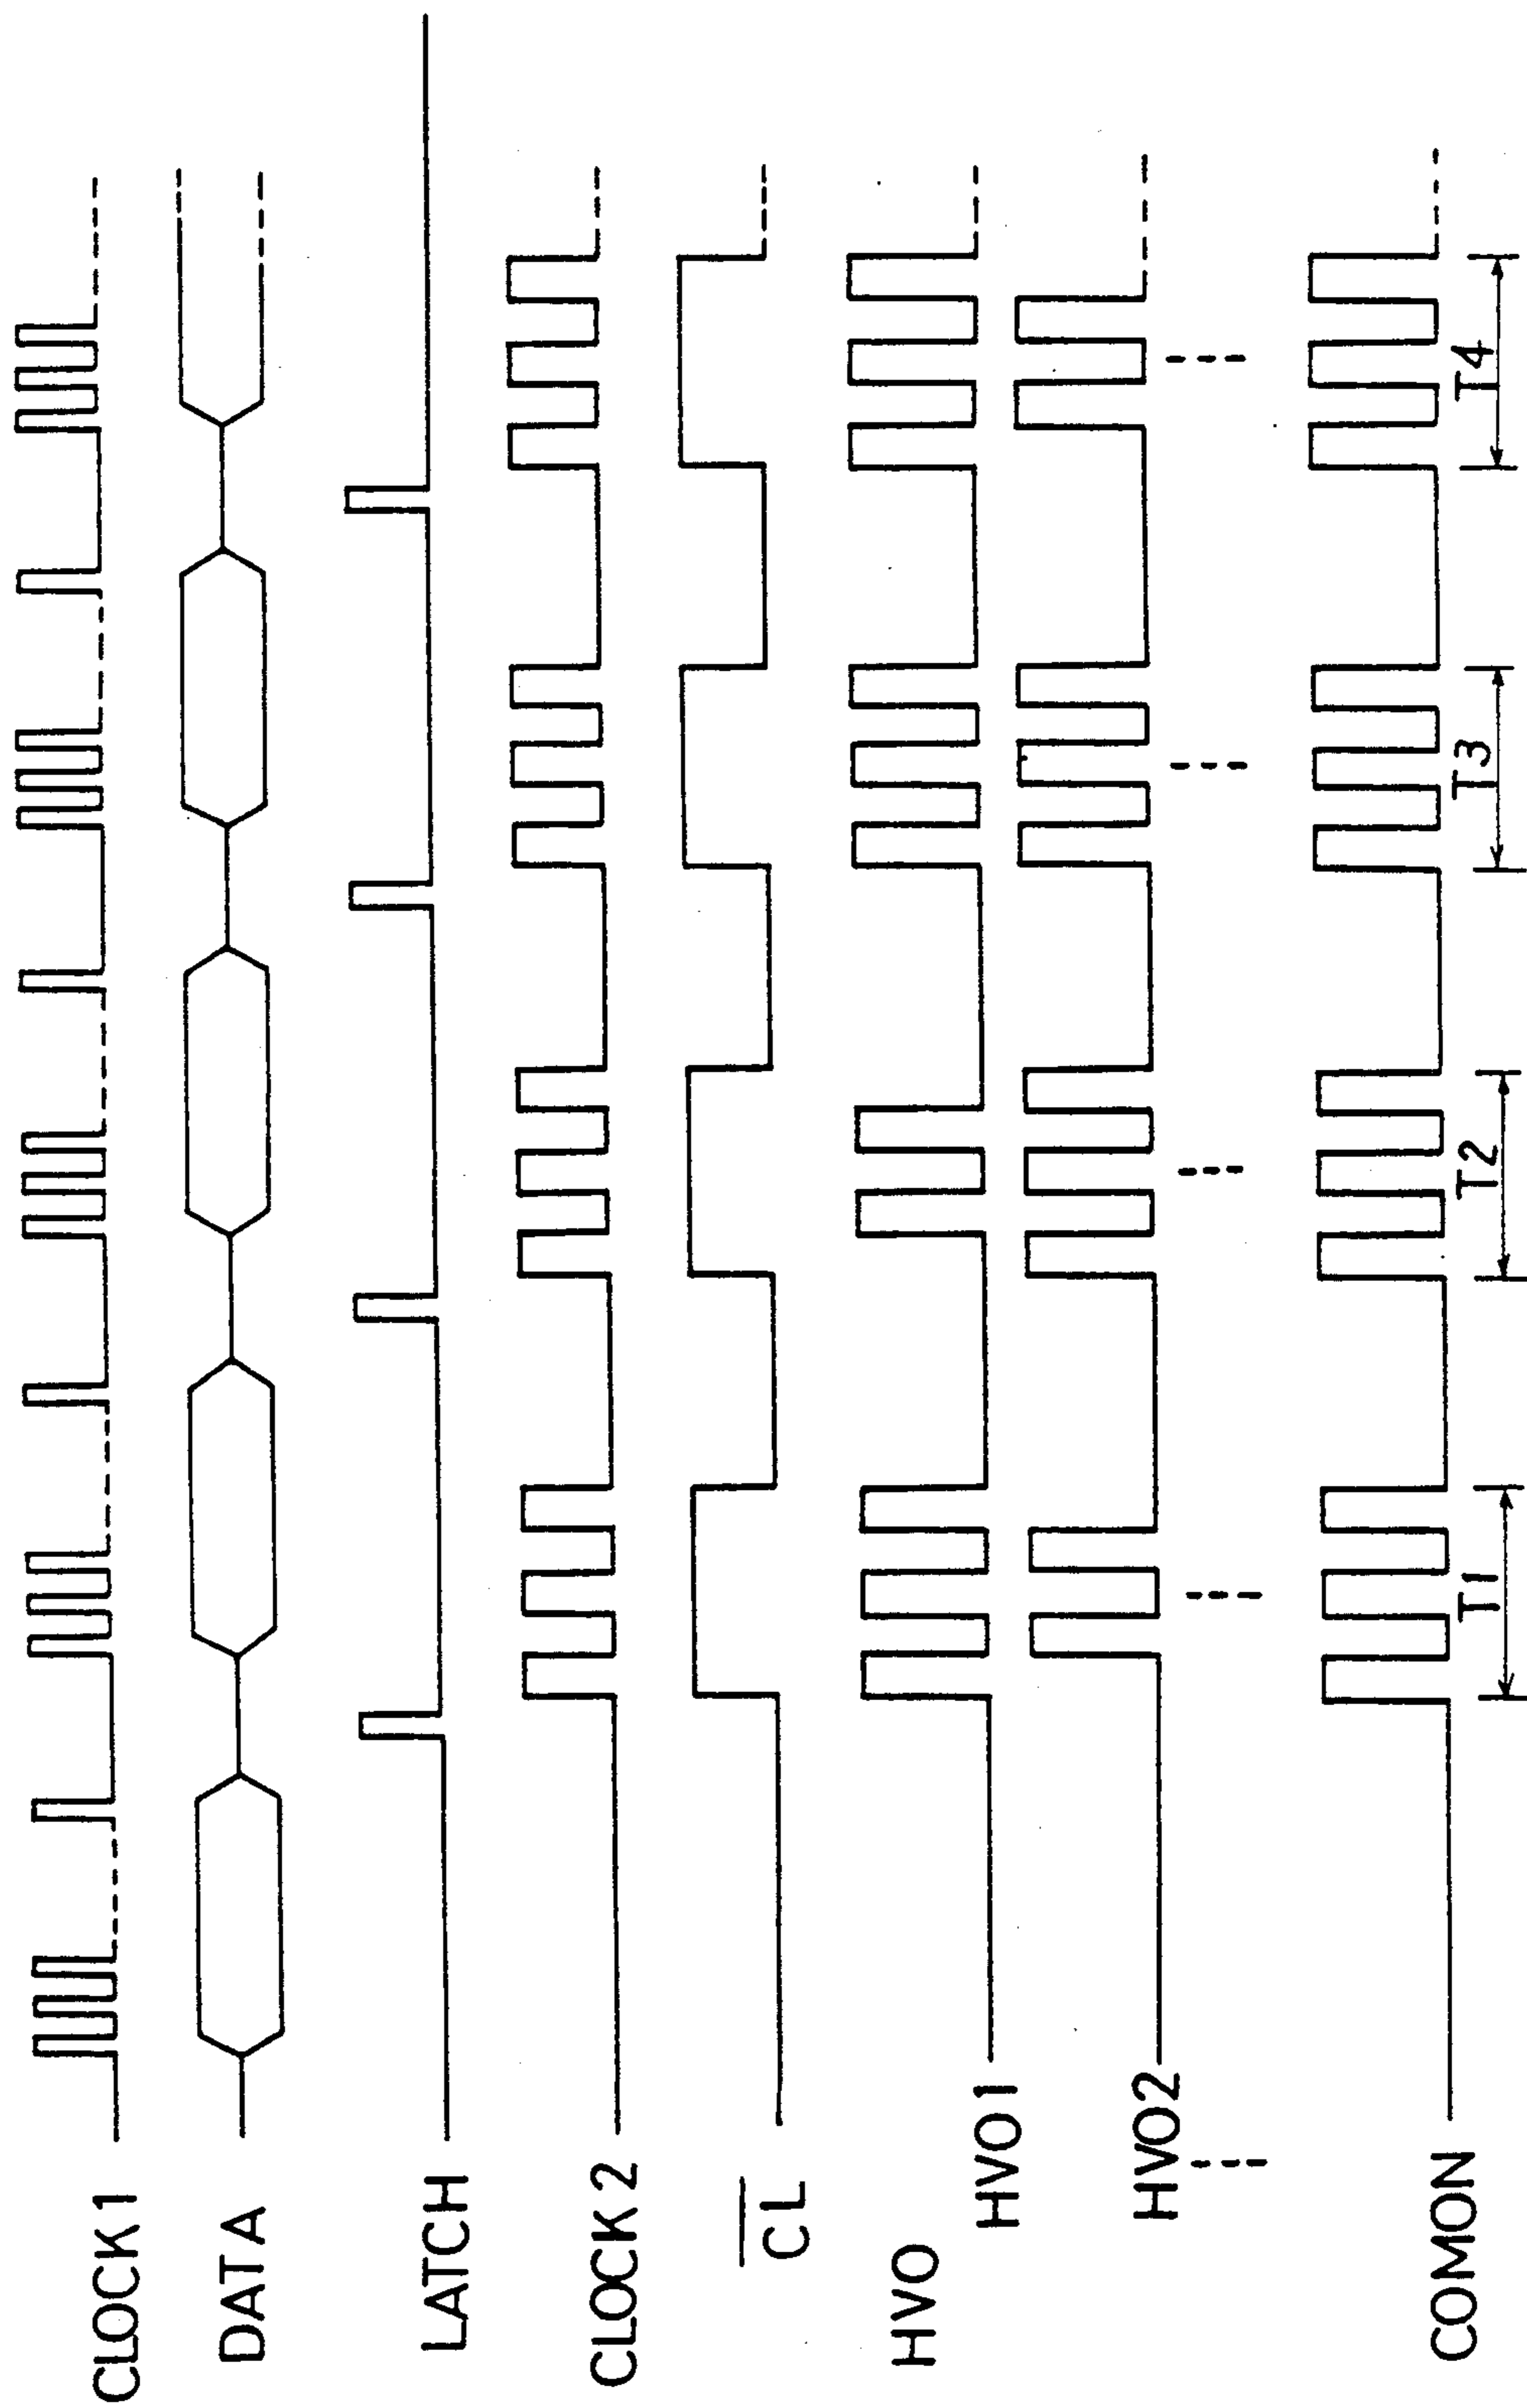 CLOCK 1
DATA
LATCH
CLOCK 2
CL
HVO
HVO1
HVO2
COMON
T1 T2 T3 T4